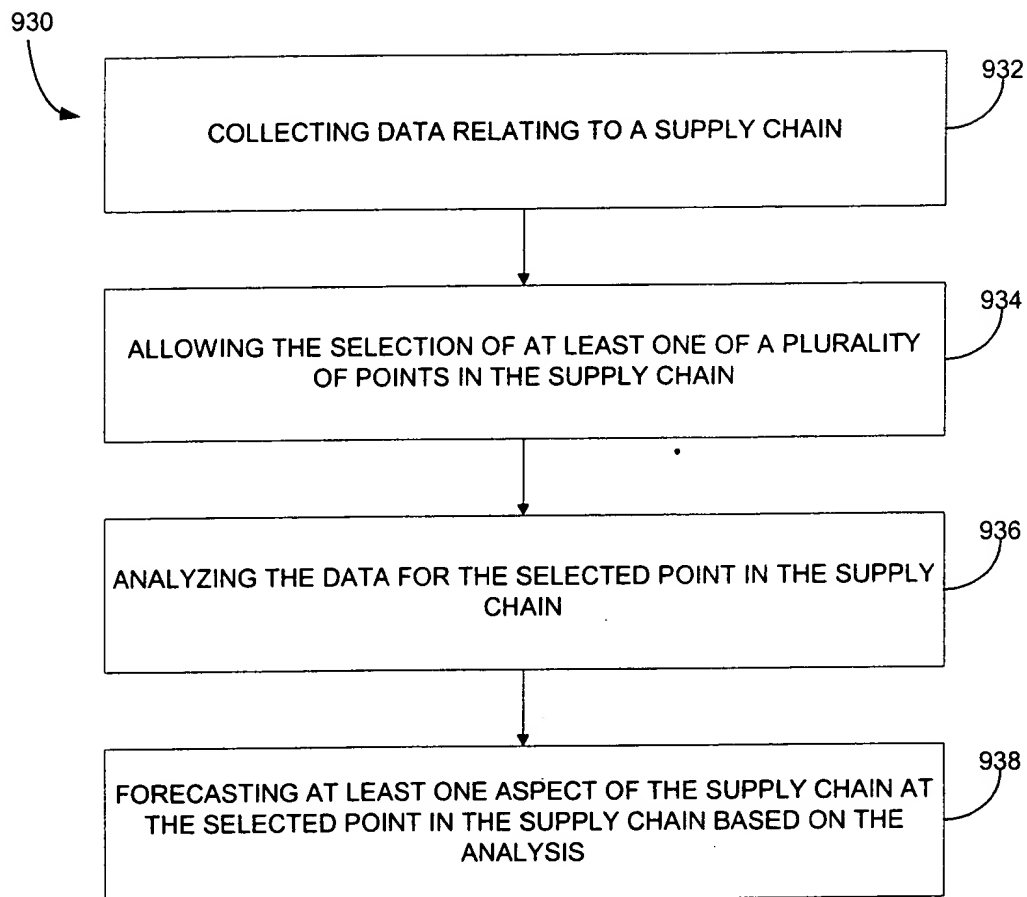 930
932
COLLECTING DATA RELATING TO A SUPPLY CHAIN
934
ALLOWING THE SELECTION OF AT LEAST ONE OF A PLURALITY
OF POINTS IN THE SUPPLY CHAIN
936
ANALYZING THE DATA FOR THE SELECTED POINT IN THE SUPPLY
CHAIN
938
FORECASTING AT LEAST ONE ASPECT OF THE SUPPLY CHAIN AT
THE SELECTED POINT IN THE SUPPLY CHAIN BASED ON THE
ANALYSIS